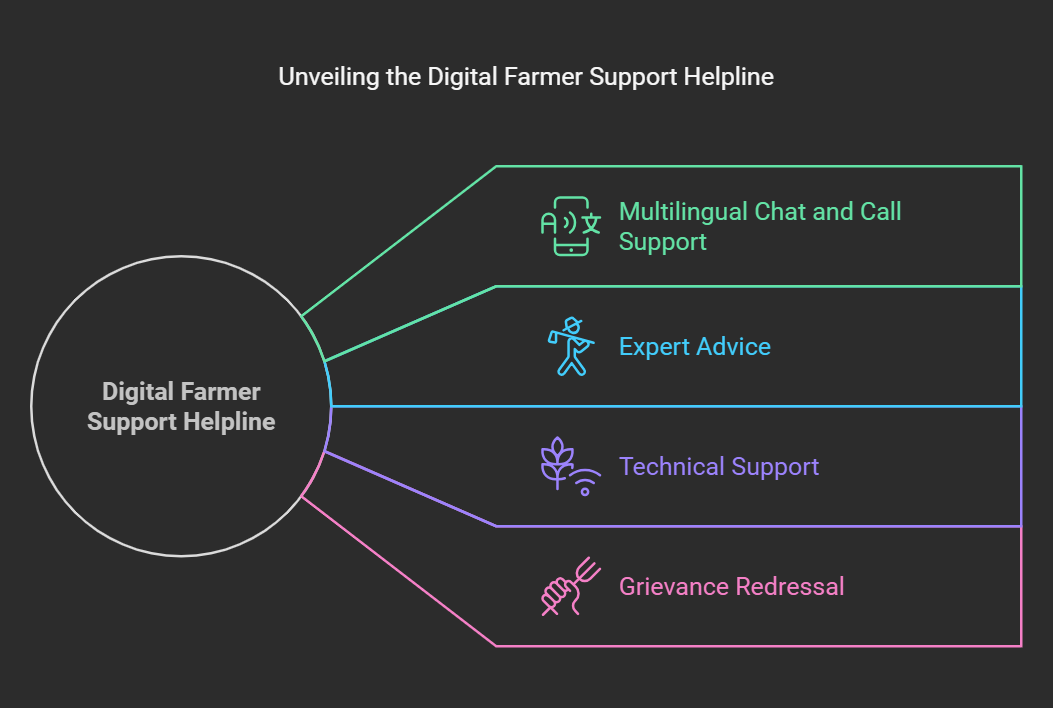 Unveiling the Digital Farmer Support Helpline
Digital Farmer
Support Helpline
A 文
Multilingual Chat and Call
Support
Expert Advice
Technical Support
Grievance Redressal